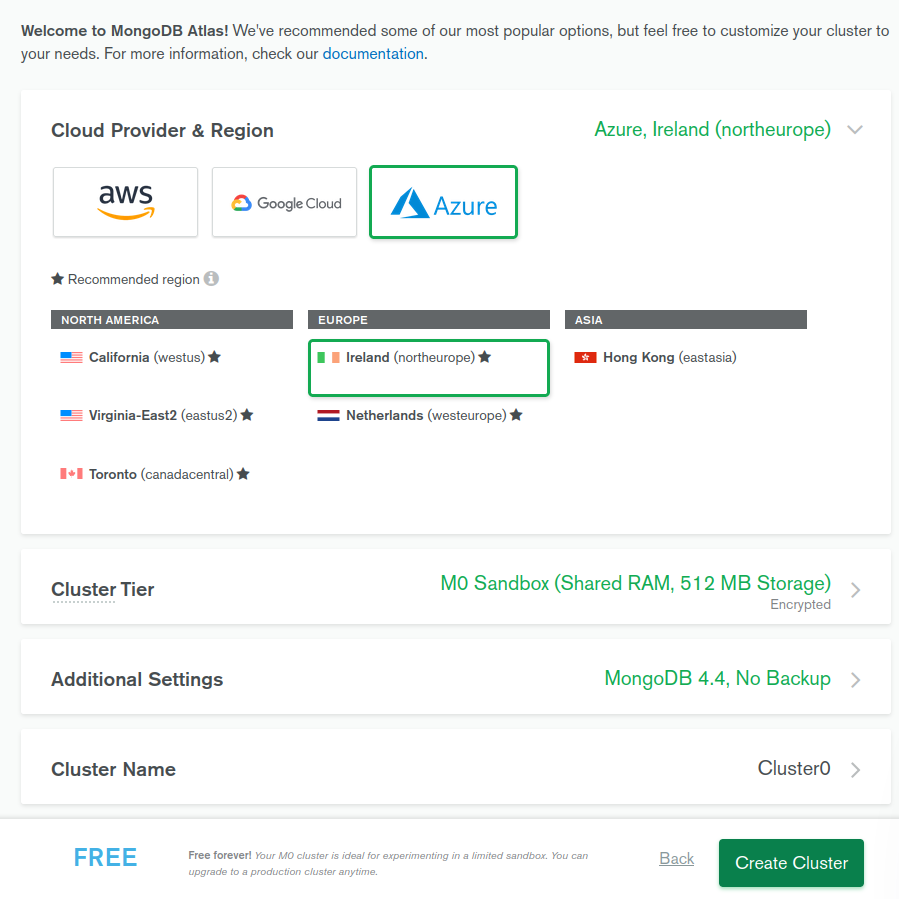 Welcome to MongoDB Atlas! We've recommended some of our most popular options, but feel free to customize your cluster to
your needs. For more information, check our documentation.
Cloud Provider & Region
Azure, Ireland (northeurope)
aws
Google Cloud
Azure
Recommended region
NORTH AMERICA
EUROPE
ASIA
California (westus)
Ireland (northeurope)
Hong Kong (eastasia)
Virginia-East2 (eastus2)
Netherlands (westeurope)
Toronto (canadacentral)
Cluster Tier
M0 Sandbox (Shared RAM, 512 MB Storage)
Encrypted
Additional Settings
MongoDB 4.4, No Backup
Cluster Name
Cluster0
FREE
Free forever! Your M0 cluster is ideal for experimenting in a limited sandbox. You can
upgrade to a production cluster anytime.
Back
Create Cluster